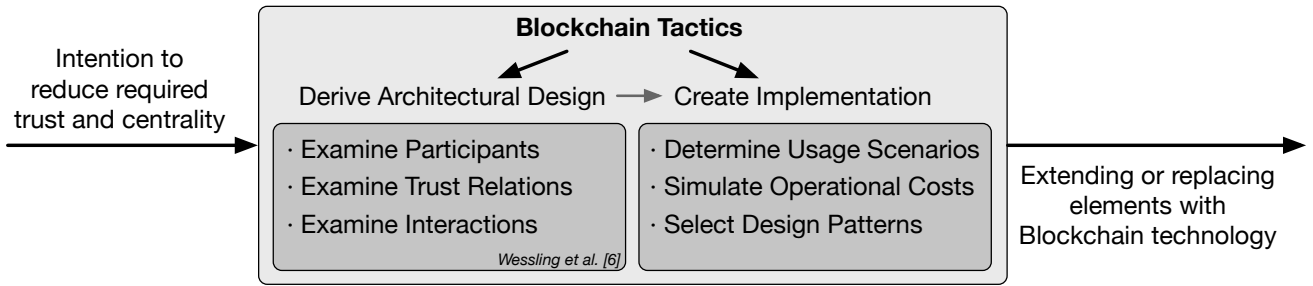 Intention to
reduce required
trust and centrality
Blockchain Tactics
Derive Architectural Design
Create Implementation
· Examine Participants
· Examine Trust Relations
· Examine Interactions
Wessling et al. [6]
· Determine Usage Scenarios
· Simulate Operational Costs
· Select Design Patterns
Extending or replacing
elements with
Blockchain technology